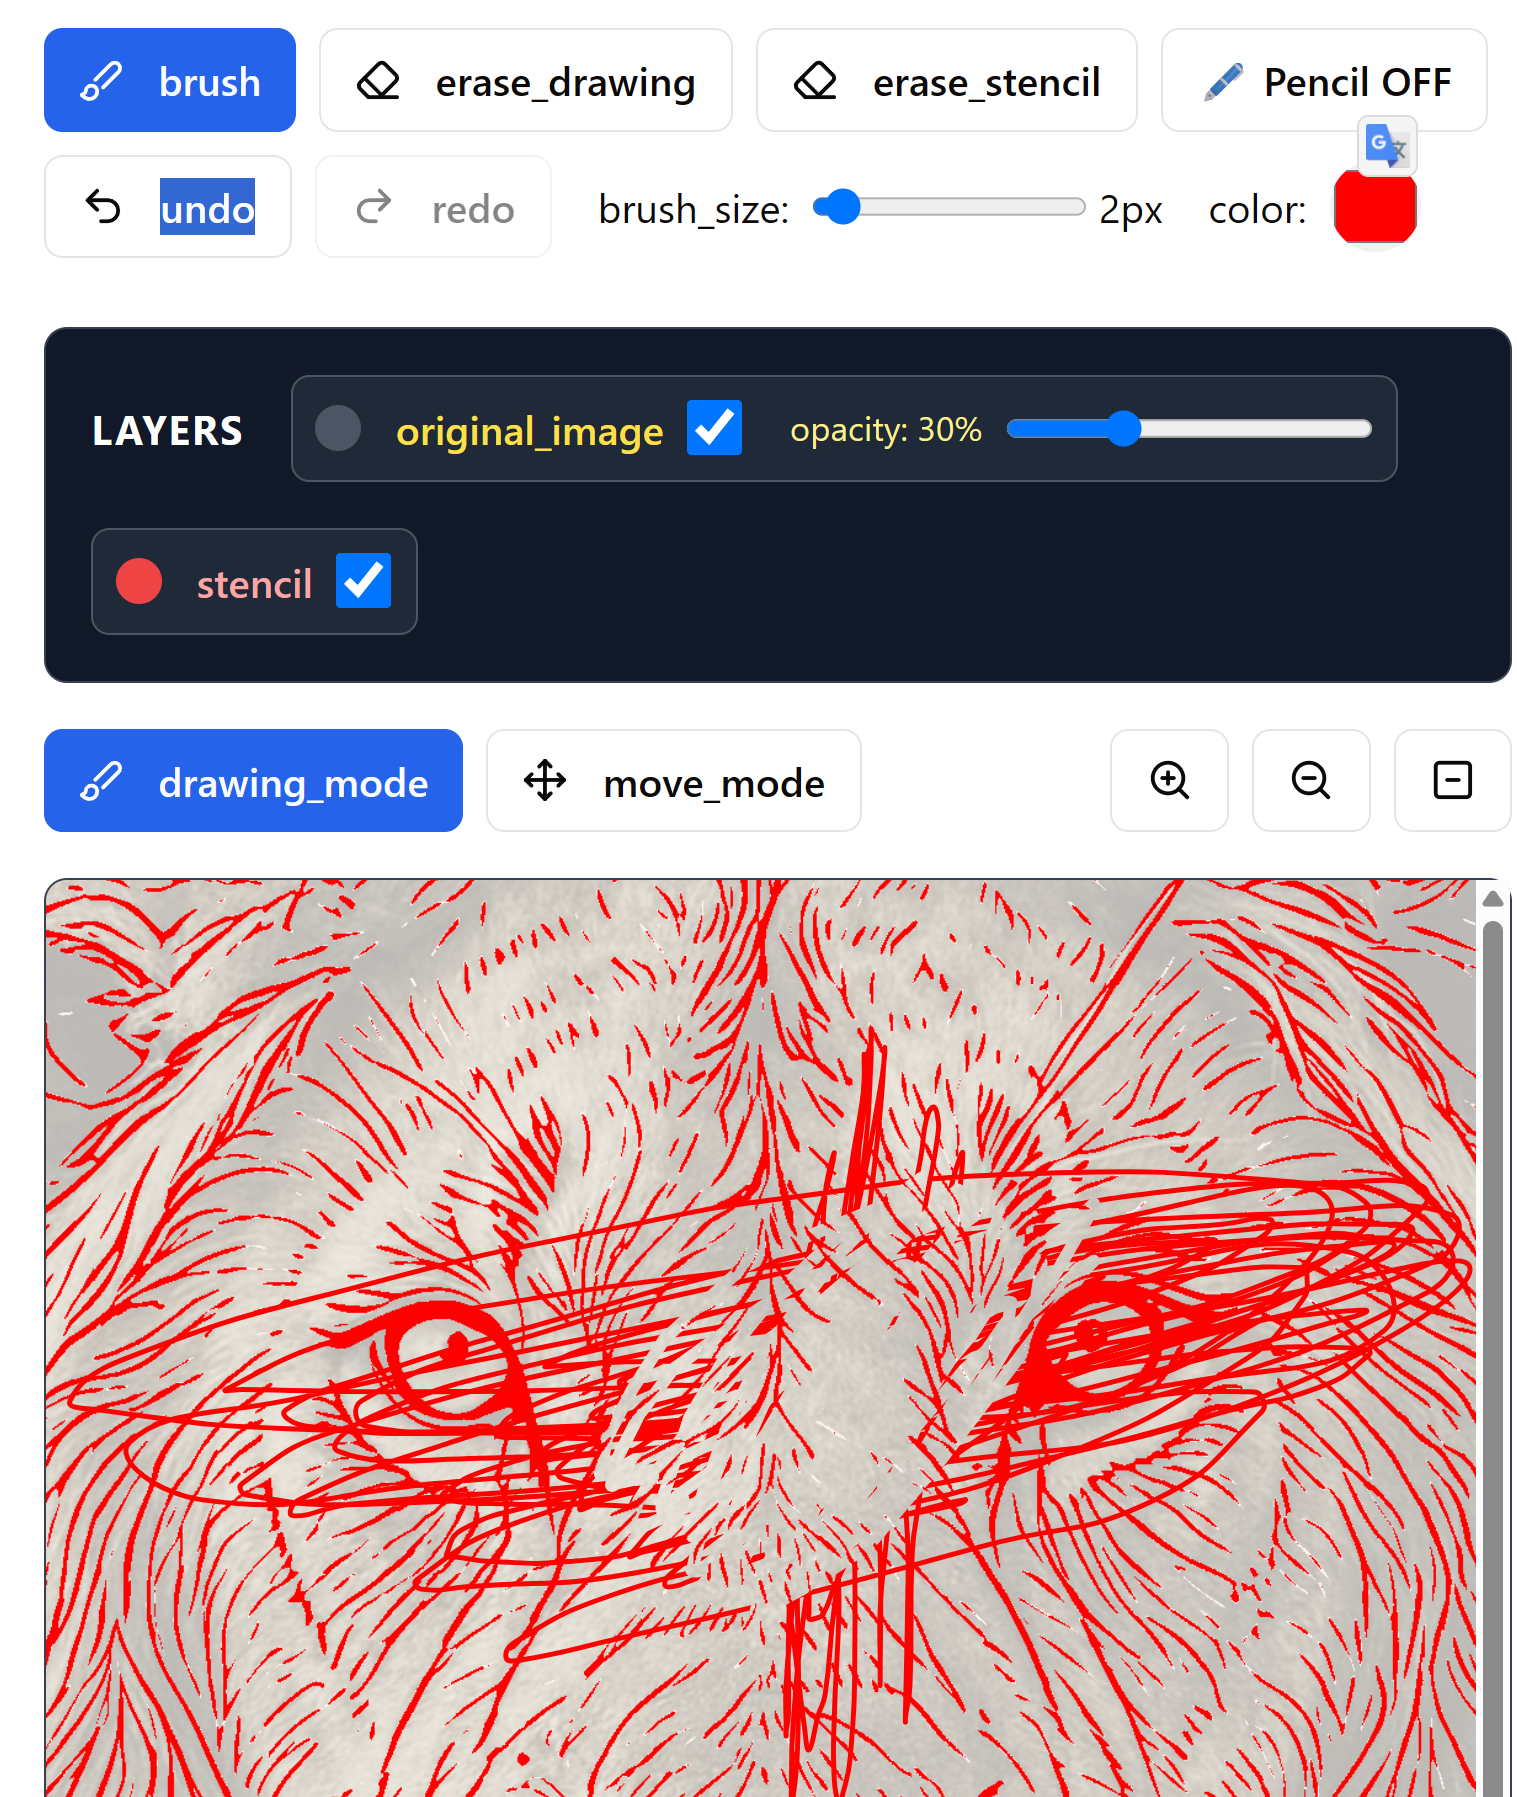 brush
erase_drawing
erase_stencil
Pencil OFF
undo
redo
brush_size:
2px
color:
LAYERS
original_image
opacity: 30%
stencil
drawing_mode
move_mode